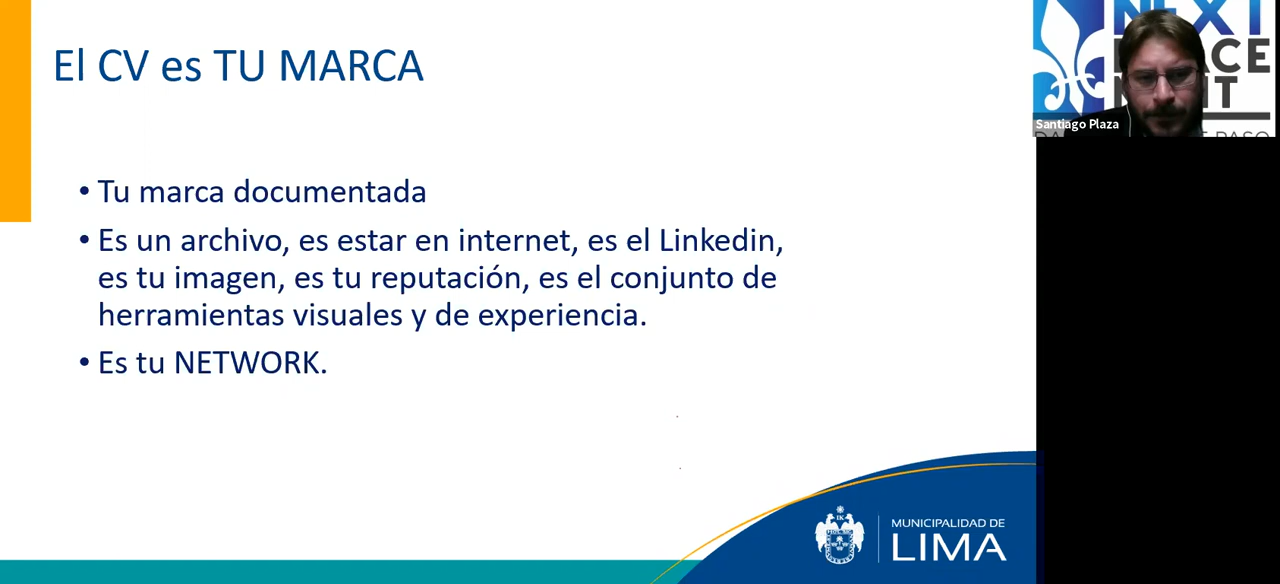 El CV es TU MARCA
• Tu marca documentada
• Es un archivo, es estar en internet, es el Linkedin,
es tu imagen, es tu reputación, es el conjunto de
herramientas visuales y de experiencia.
• Es tu NETWORK.
MUNICIPALIDAD DE
LIMA
NEXT
Santiago Plaza